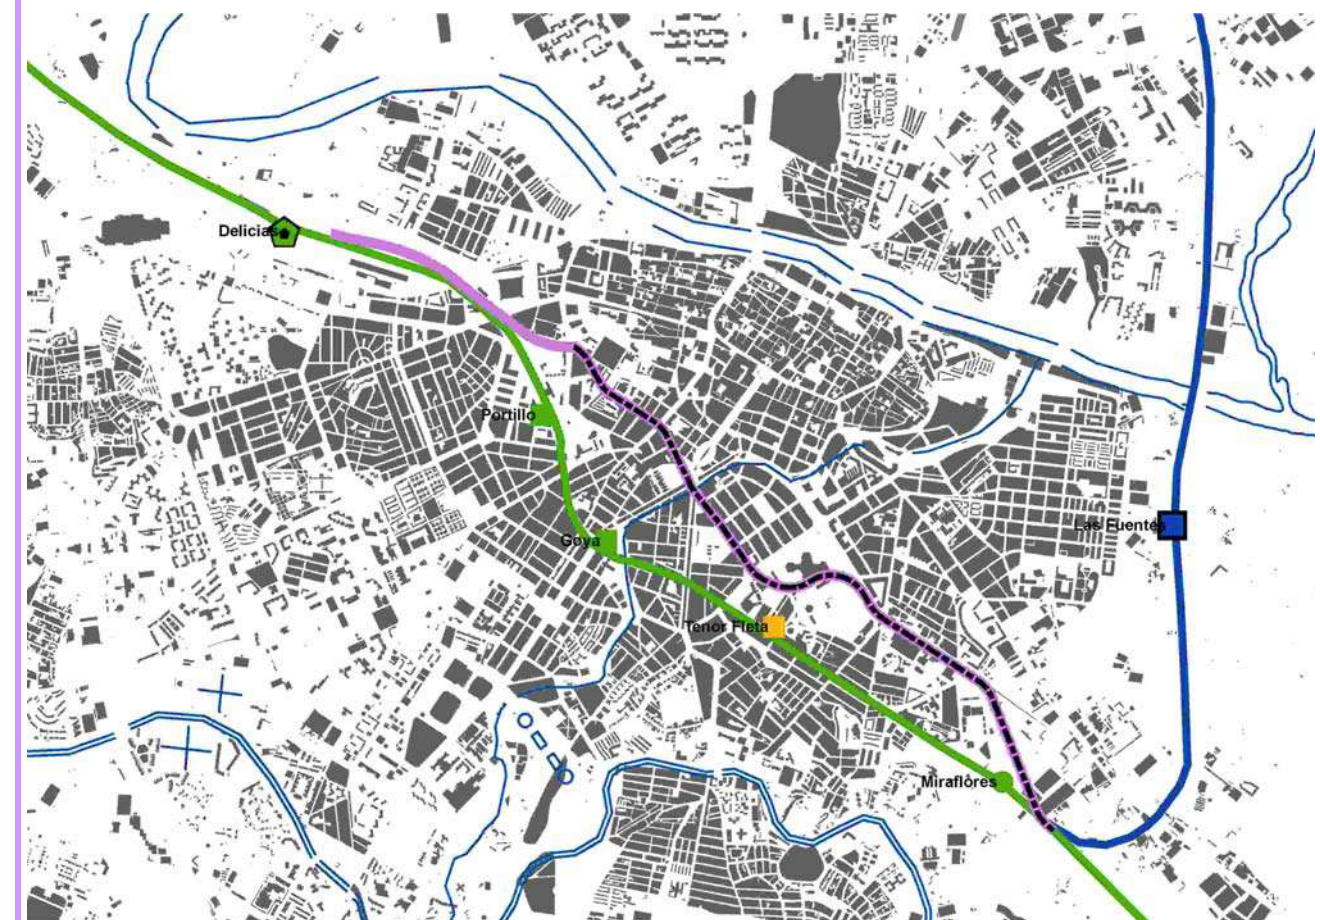 Delicias
Portillo
Las Fuentes
Goya
Tenor Fleta
Miraflores